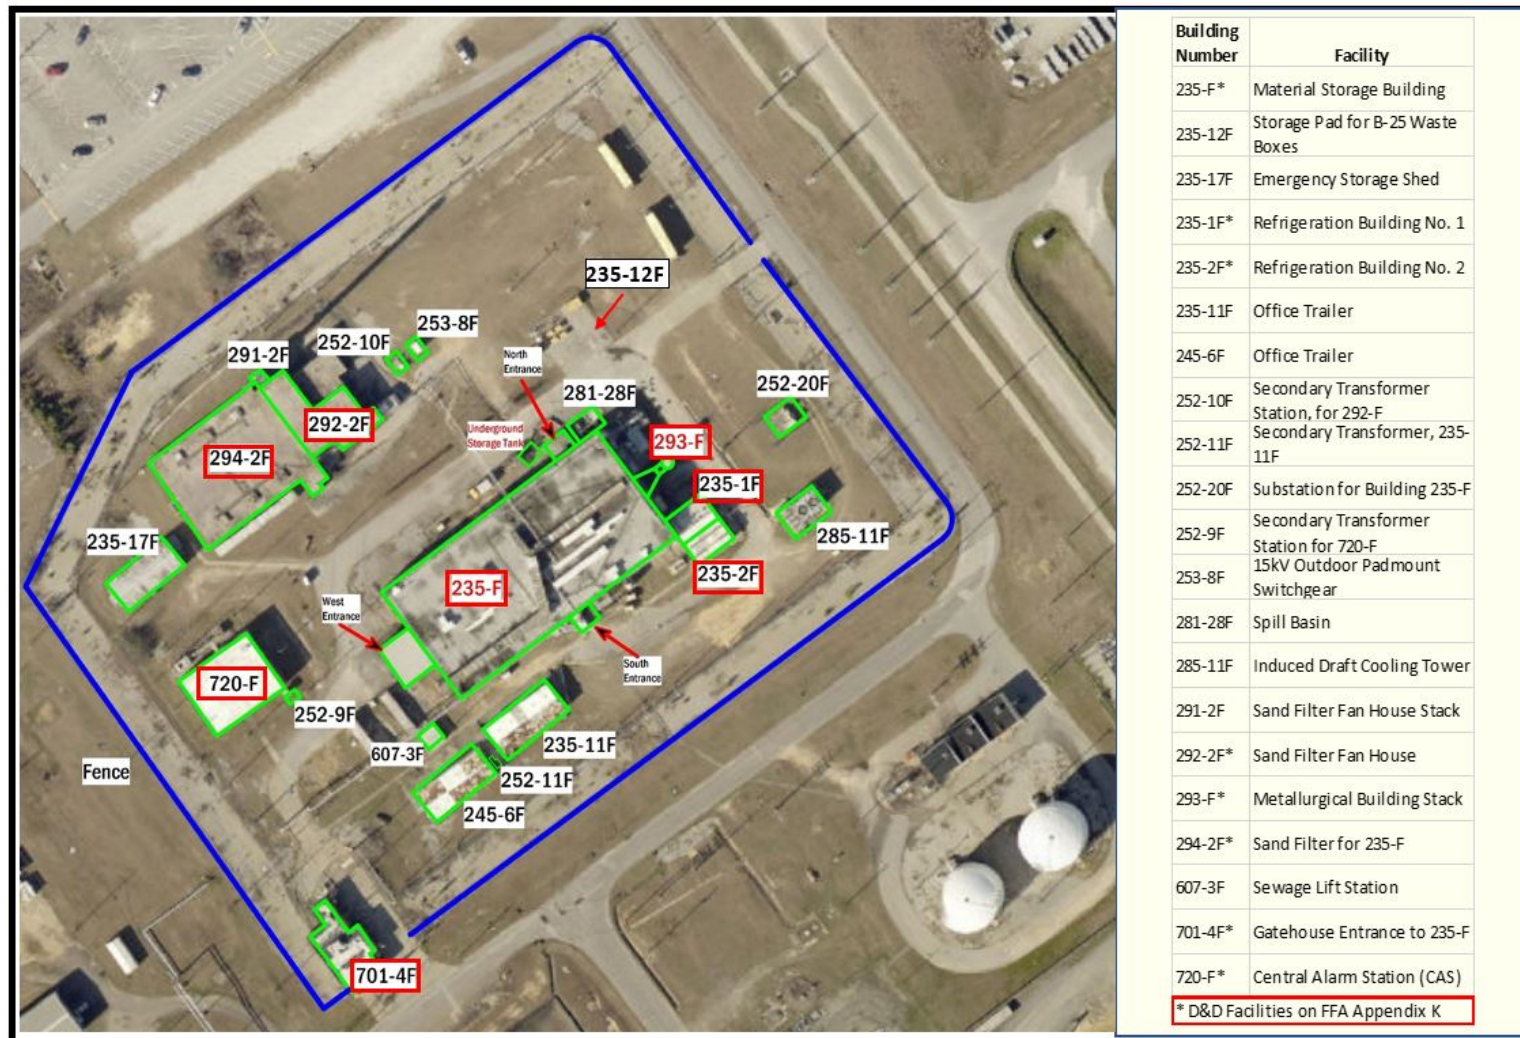 235-12F
253-8F
252-10F
291-2F
North
Entrance
252-20F
281-28F
292-2F
Underground
Storage Tank
293-F
294-2F
235-1F
285-11F
235-17F
235-2F
235-F
West
Entrance
South
Entrance
720-F
252-9F
235-11F
607-3F
252-11F
Fence
245-6F
701-4F
Building
Number Facility
235-F* Material Storage Building
235-12F Storage Pad for B-25 Waste
Boxes
235-17F Emergency Storage Shed
235-1F* Refrigeration Building No. 1
235-2F* Refrigeration Building No. 2
235-11F Office Trailer
245-6F Office Trailer
252-10F Secondary Transformer
Station, for 292-F
252-11F Secondary Transformer, 235-
11F
252-20F Substation for Building 235-F
252-9F Secondary Transformer
Station for 720-F
253-8F 15kV Outdoor Padmount
Switchgear
281-28F Spill Basin
285-11F Induced Draft Cooling Tower
291-2F Sand Filter Fan House Stack
292-2F* Sand Filter Fan House
293-F* Metallurgical Building Stack
294-2F* Sand Filter for 235-F
607-3F Sewage Lift Station
701-4F* Gatehouse Entrance to 235-F
720-F* Central Alarm Station (CAS)
* D&D Facilities on FFA Appendix K